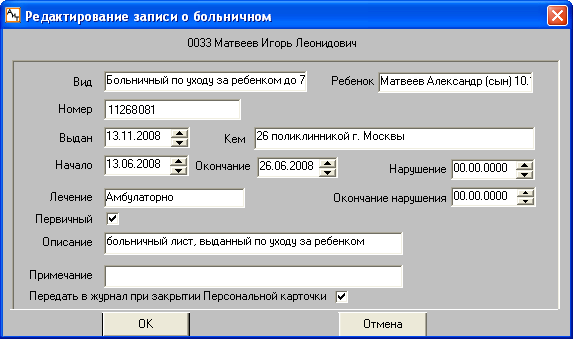 Редактирование записи о больничном
0033 Матвеев Игорь Леонидович
Вид Больничный по уходу за ребенком до 7 Ребенок Матвеев Александр (сын) 10.
Номер 11268081
Выдан 13.11.2008 Кем 26 поликлинникой г. Москвы
Начало 13.06.2008 Окончание 26.06.2008 Нарушение 00.00.0000
Лечение Амбулаторно Окончание нарушения 00.00.0000
Первичный
Описание больничный лист, выданный по уходу за ребенком
Примечание
Передать в журнал при закрытии Персональной карточки
OK Отмена